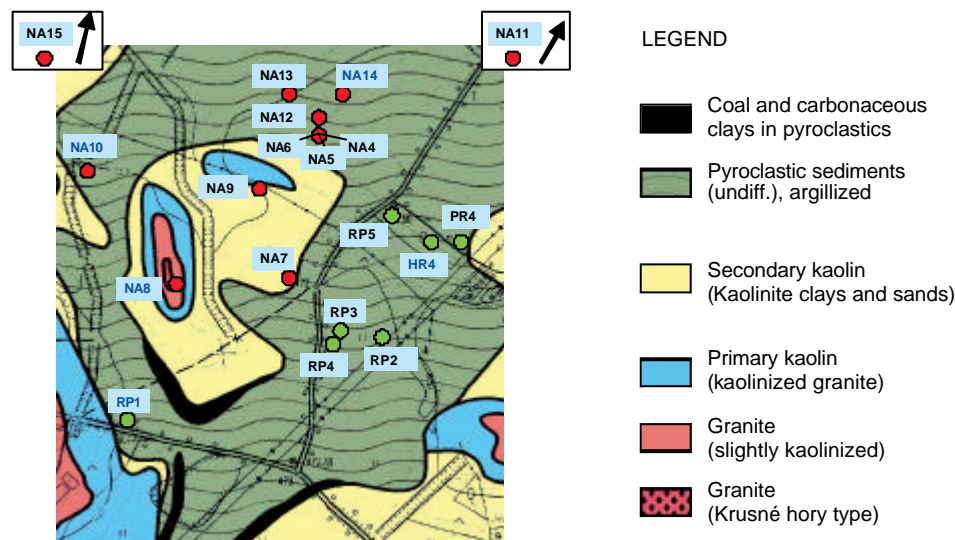 NA15
NA11
LEGEND
NA13
NA14
NA12
NA6
NA4
NA5
NA10
NA9
PR4
RP5
HR4
NA7
NA8
RP3
RP4
RP2
RP1
Coal and carbonaceous
clays in pyroclastics
Pyroclastic sediments
(undiff.), argillized
Secondary kaolin
(Kaolinite clays and sands)
Primary kaolin
(kaolinized granite)
Granite
(slightly kaolinized)
Granite
(Krusné hory type)